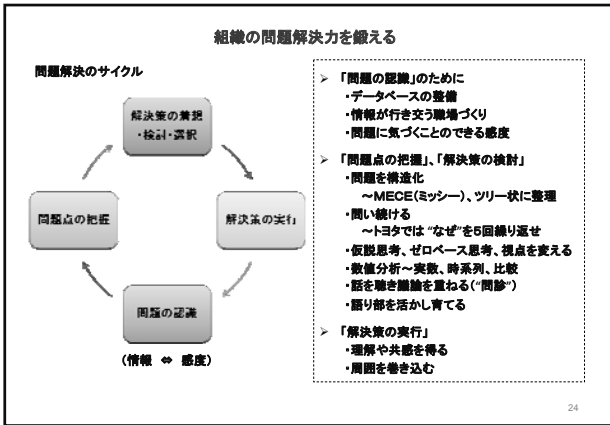 組織の問題解決力を鍛える
問題解決のサイクル
解決策の着想
・検討・選択
問題点の把握
解決策の実行
問題の認識
(情報 ⇔ 感度)
➢ 「問題の認識」のために
・データベースの整備
・情報が行き交う職場づくり
・問題に気づくことのできる感度
➢ 「問題点の把握」、「解決策の検討」
・問題を構造化
～MECE(ミッシー)、ツリー状に整理
・問い続ける
～トヨタでは “なぜ”を5回繰り返せ
・仮説思考、ゼロベース思考、視点を変える
・数値分析～実数、時系列、比較
・話を聴き議論を重ねる(“問診”)
・語り部を活かし育てる
➢ 「解決策の実行」
・理解や共感を得る
・周囲を巻き込む
24